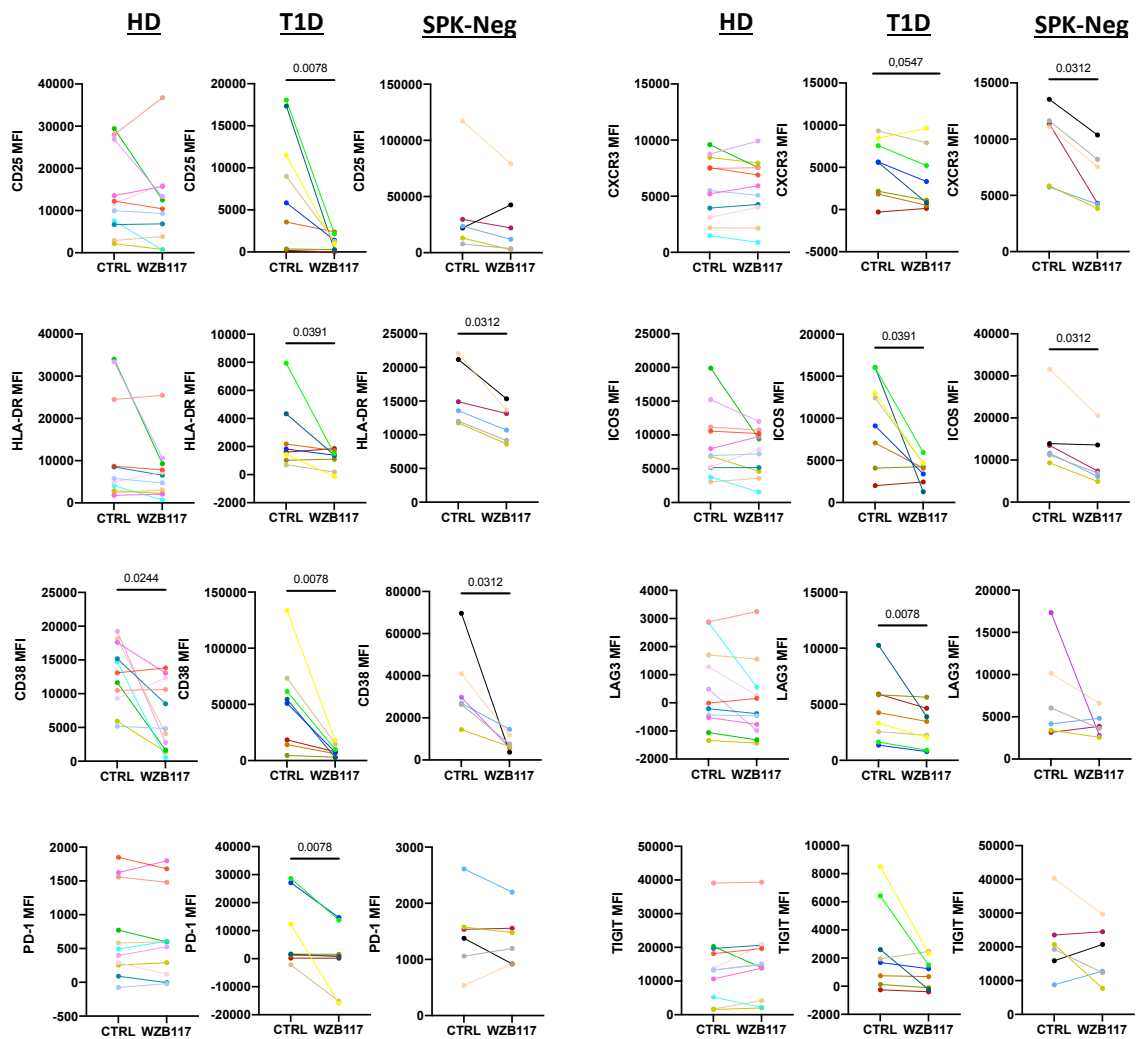 HD T1D SPK-Neg HD T1D SPK-Neg
CD25 MFI
40000
30000
20000
10000
0
CTRL WZB117
CD25 MFI
0.0078
20000
15000
10000
5000
0
CTRL WZB117
CD25 MFI
150000
100000
50000
0
CTRL WZB117
CXCR3 MFI
15000
10000
5000
0
CTRL WZB117
CXCR3 MFI
0,0547
15000
10000
5000
0
-5000
CTRL WZB117
CXCR3 MFI
0.0312
15000
10000
5000
0
CTRL WZB117
HLA-DR MFI
40000
30000
20000
10000
0
CTRL WZB117
HLA-DR MFI
0.0391
10000
8000
6000
4000
2000
0
-2000
CTRL WZB117
HLA-DR MFI
0.0312
25000
20000
15000
10000
5000
0
CTRL WZB117
ICOS MFI
25000
20000
15000
10000
5000
0
CTRL WZB117
ICOS MFI
0.0391
20000
15000
10000
5000
0
CTRL WZB117
ICOS MFI
0.0312
40000
30000
20000
10000
0
CTRL WZB117
CD38 MFI
0.0244
25000
20000
15000
10000
5000
0
CTRL WZB117
CD38 MFI
0.0078
150000
100000
50000
0
CTRL WZB117
CD38 MFI
0.0312
80000
60000
40000
20000
0
CTRL WZB117
LAG3 MFI
4000
3000
2000
1000
0
-1000
-2000
CTRL WZB117
LAG3 MFI
0.0078
15000
10000
5000
0
CTRL WZB117
LAG3 MFI
20000
15000
10000
5000
0
CTRL WZB117
PD-1 MFI
2000
1500
1000
500
0
-500
CTRL WZB117
PD-1 MFI
0.0078
40000
30000
20000
10000
0
-10000
-20000
CTRL WZB117
PD-1 MFI
3000
2000
1000
0
CTRL WZB117
TIGIT MFI
50000
40000
30000
20000
10000
0
CTRL WZB117
TIGIT MFI
10000
8000
6000
4000
2000
0
-2000
CTRL WZB117
TIGIT MFI
50000
40000
30000
20000
10000
0
CTRL WZB117